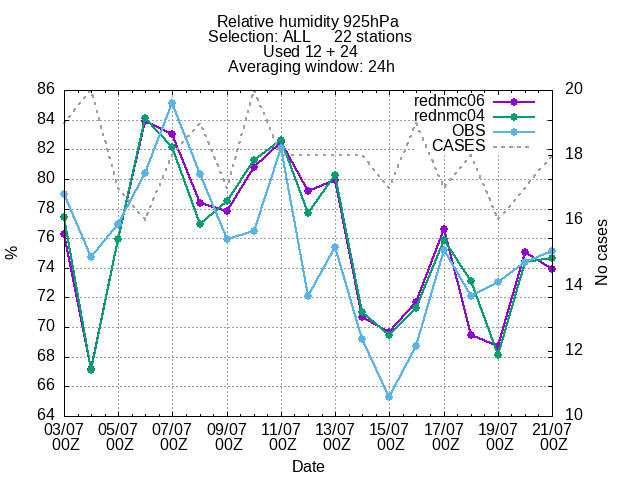 Relative humidity 925hPa
Selection: ALL 22 stations
Used 12 + 24
Averaging window: 24h
rednmc06
rednmc04
OBS
CASES
86
84
82
80
78
76
74
72
70
68
66
64
%
20
18
16
14
12
10
No cases
03/07 05/07 07/07 09/07 11/07 13/07 15/07 17/07 19/07 21/07
00Z 00Z 00Z 00Z 00Z 00Z 00Z 00Z 00Z 00Z
Date